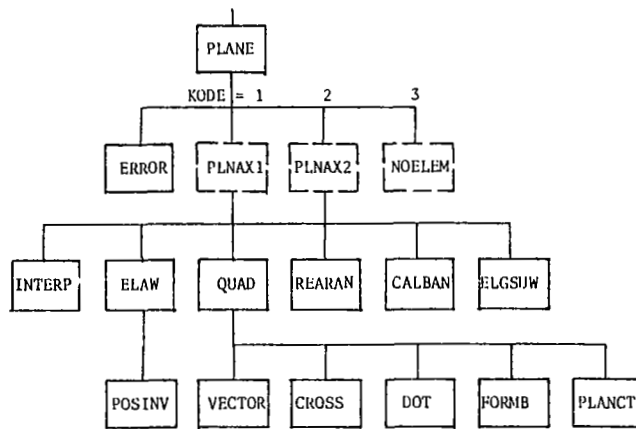 PLANE
KODE = 1 2 3
ERROR PLNAX1 PLNAX2 NOELEM
INTERP ELAW QUAD REARAN CALBAN ELGSUW
POSINV VECTOR CROSS DOT FORMB PLANCT